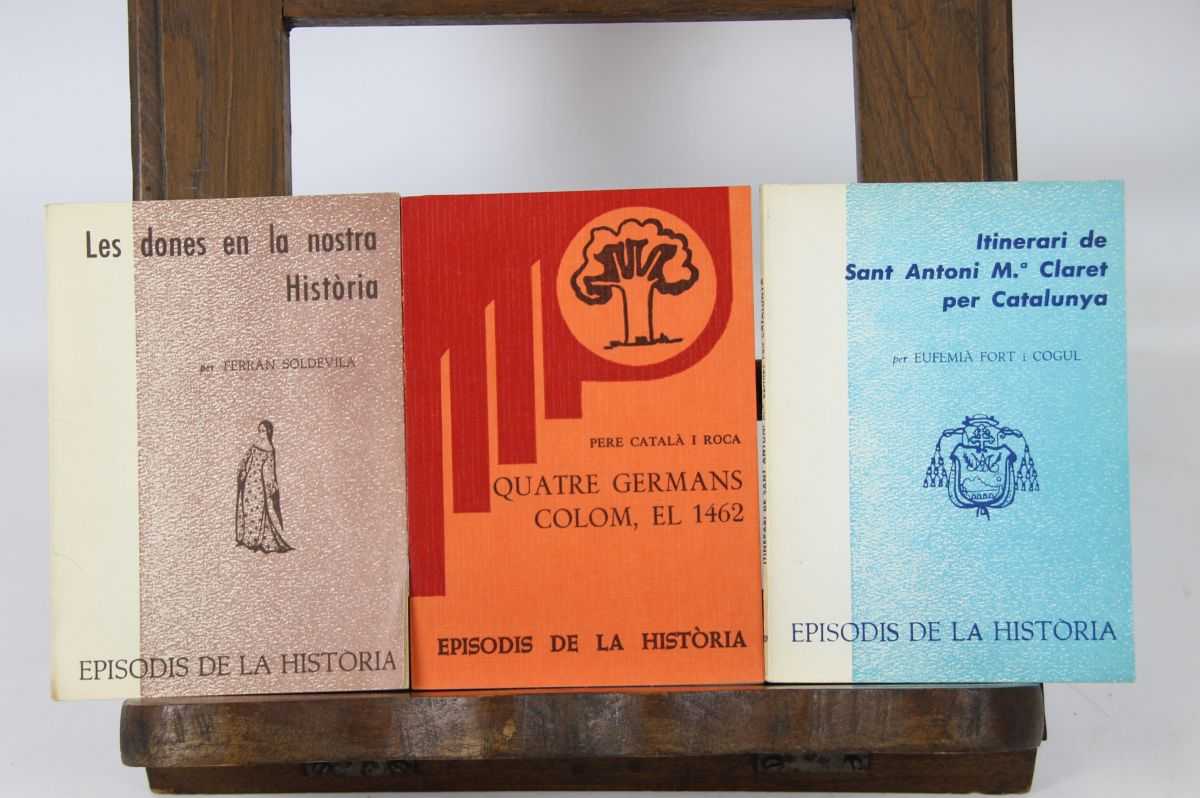 Les dones en la nostra
Història
per FERRAN SOLDEVILA
EPISODIS DE LA HISTÒRIA
PERE CATALÀ I ROCA
QUATRE GERMANS
COLOM, EL 1462
EPISODIS DE LA HISTÒRIA
Itinerari de
Sant Antoni M.ª Claret
per Catalunya
per EUFEMIÀ FORT i COGUL
EPISODIS DE LA HISTÒRIA